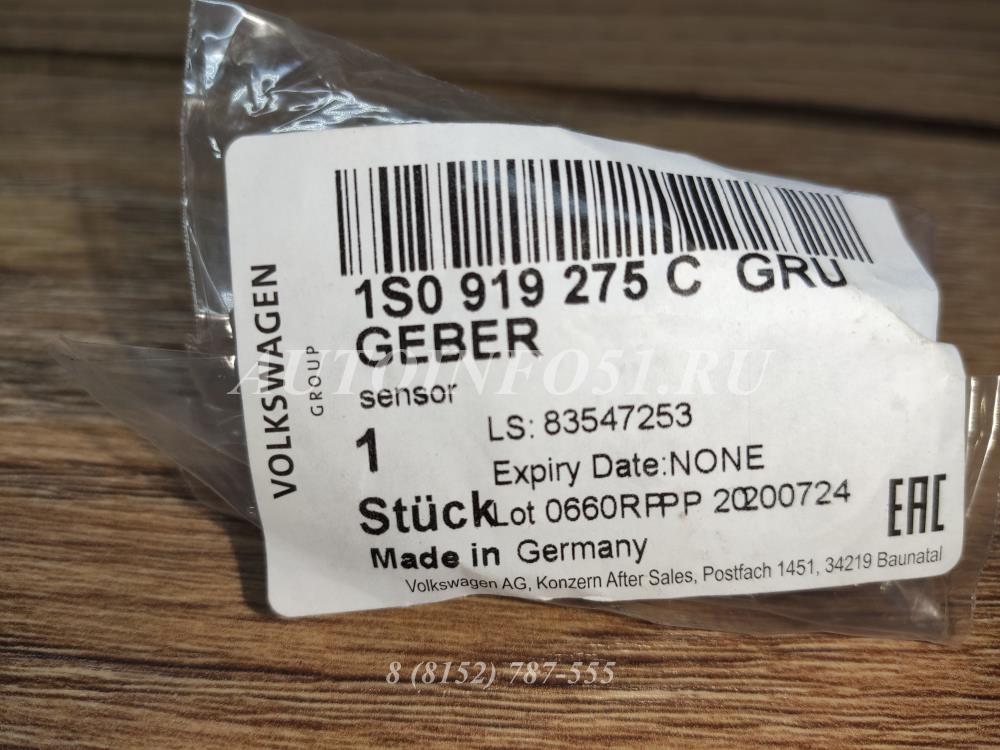 VOLKSWAGEN
GROUP
1S0 919 275 C GRU
GEBER
sensor
1
LS: 83547253
Expiry Date:NONE
Stück
Lot 0660RPPPP 20200724
Made in Germany
EAC
Volkswagen AG, Konzern After Sales, Postfach 1451, 34219 Baunatal
AUTOINFO51.RU
8 (8152) 787-555